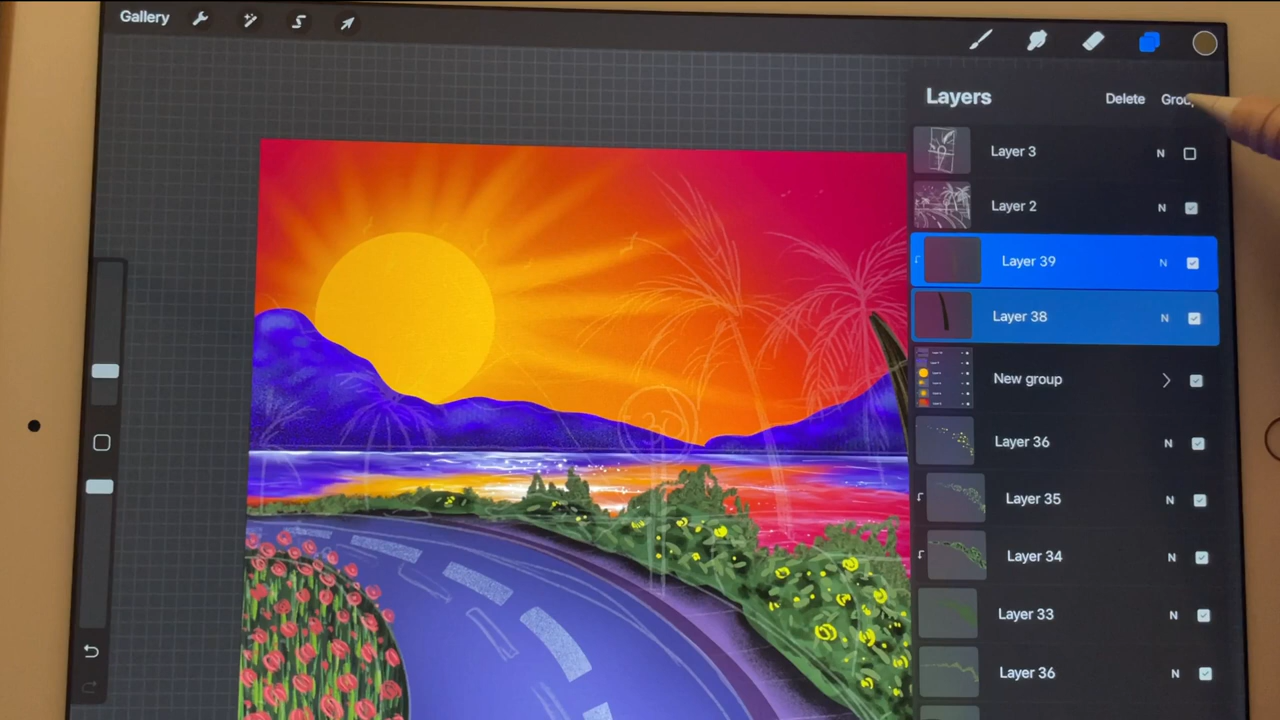 Gallery
Layers Delete Grou
Layer 3 N
Layer 2 N
Layer 39 N
Layer 38 N
New group
Layer 36 N
Layer 35 N
Layer 34 N
Layer 33 N
Layer 36 N